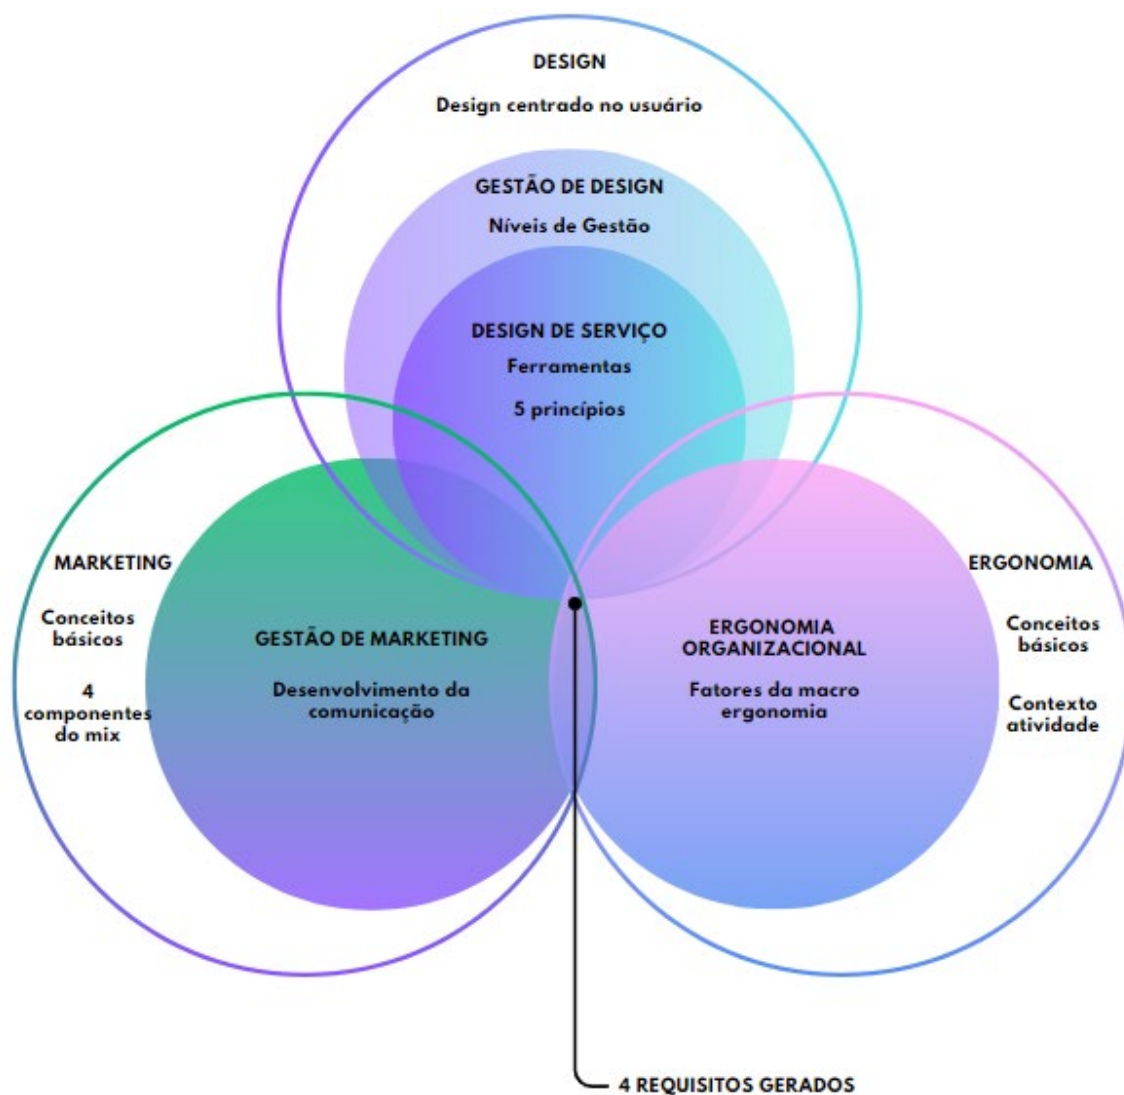 DESIGN
Design centrado no usuário
GESTÃO DE DESIGN
Níveis de Gestão
DESIGN DE SERVIÇO
Ferramentas
5 princípios
MARKETING
Conceitos
básicos
4
componentes
do mix
GESTÃO DE MARKETING
Desenvolvimento da
comunicação
ERGONOMIA
ORGANIZACIONAL
Fatores da macro
ergonomia
ERGONOMIA
Conceitos
básicos
Contexto
atividade
4 REQUISITOS GERADOS